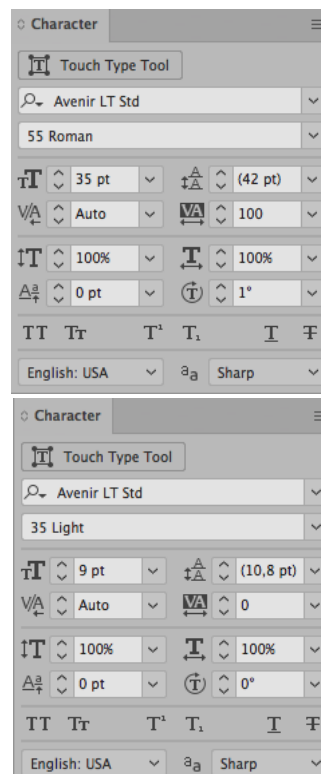 Character
Touch Type Tool
Avenir LT Std
55 Roman
35 pt (42 pt)
Auto 100
100% 100%
0 pt 1°
TT Tт T¹ T₁ T T
English: USA aa Sharp
Character
Touch Type Tool
Avenir LT Std
35 Light
9 pt (10,8 pt)
Auto 0
100% 100%
0 pt 0°
TT Tт T¹ T₁ T T
English: USA aa Sharp